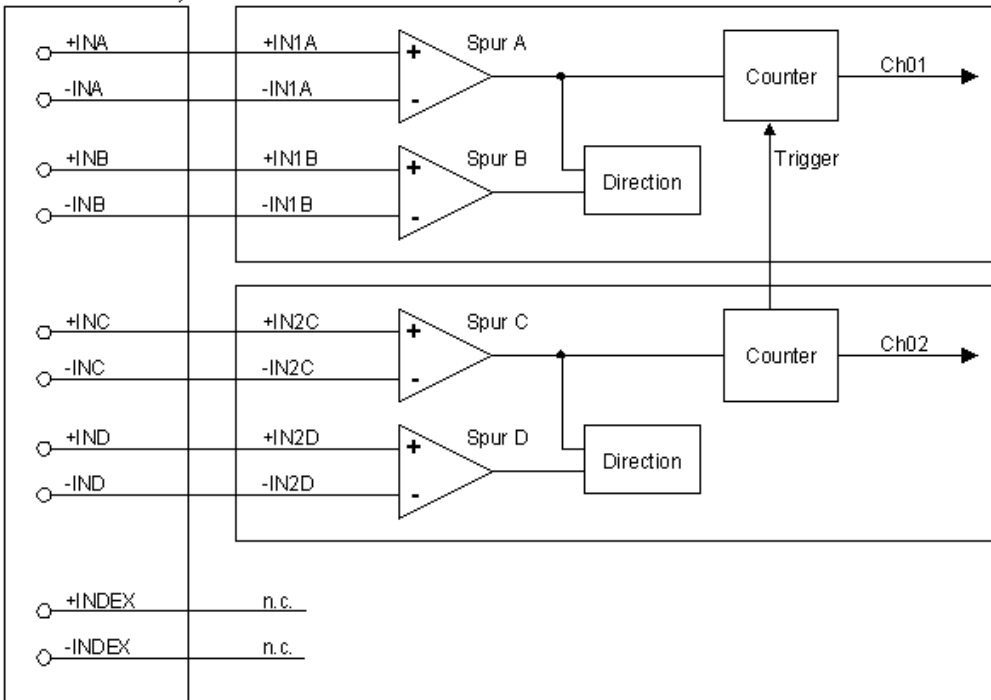 +INA +IN1A Spur A
-INA -IN1A
Counter Ch01
+INB +IN1B Spur B Trigger
-INB -IN1B
Direction
+INC +IN2C Spur C
-INC -IN2C
Counter Ch02
+IND +IN2D Spur D
-IND -IN2D
Direction
+INDEX n.c.
-INDEX n.c.
+ -
+ -
+ -
+ -